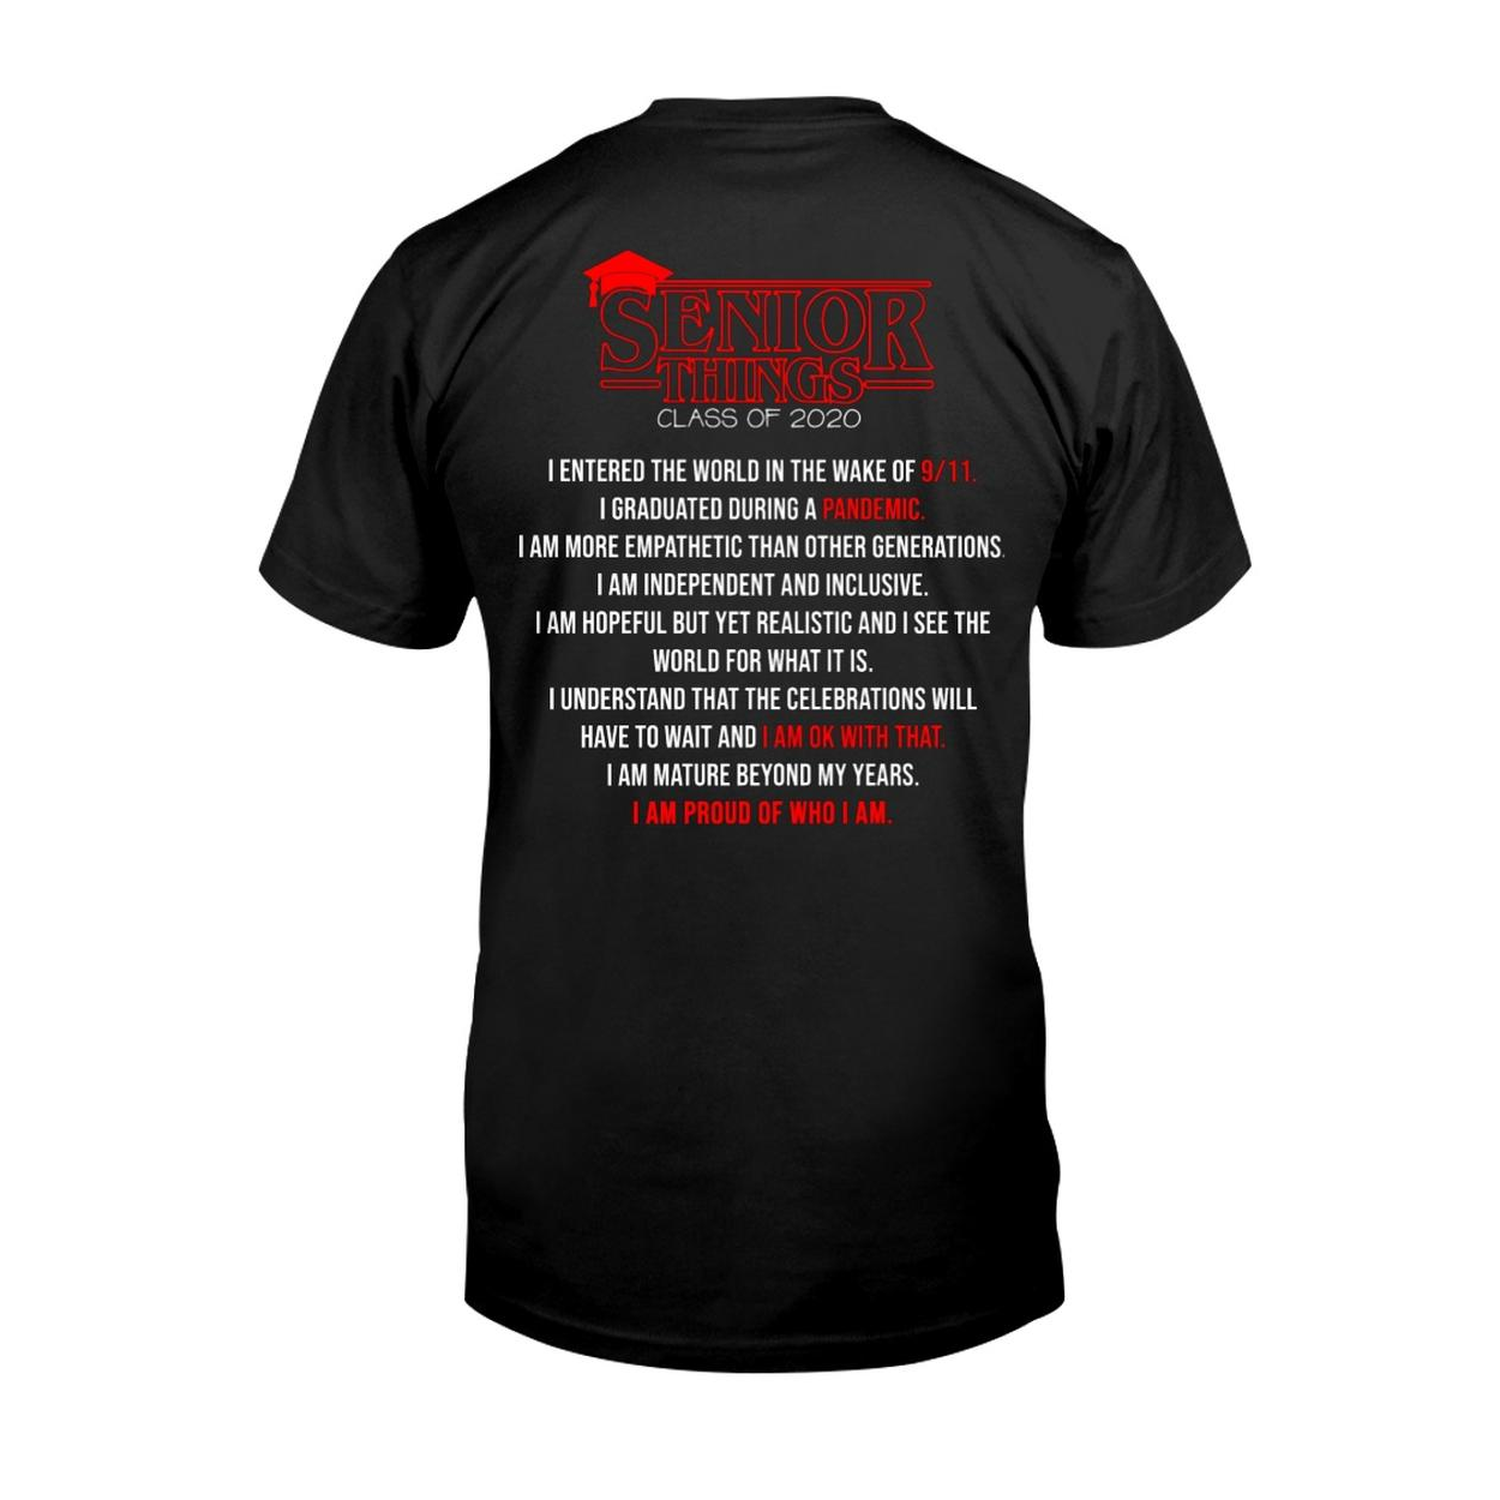 SENIOR
THINGS
CLASS OF 2020
I ENTERED THE WORLD IN THE WAKE OF 9/11.
I GRADUATED DURING A PANDEMIC.
I AM MORE EMPATHETIC THAN OTHER GENERATIONS.
I AM INDEPENDENT AND INCLUSIVE.
I AM HOPEFUL BUT YET REALISTIC AND I SEE THE
WORLD FOR WHAT IT IS.
I UNDERSTAND THAT THE CELEBRATIONS WILL
HAVE TO WAIT AND I AM OK WITH THAT.
I AM MATURE BEYOND MY YEARS.
I AM PROUD OF WHO I AM.